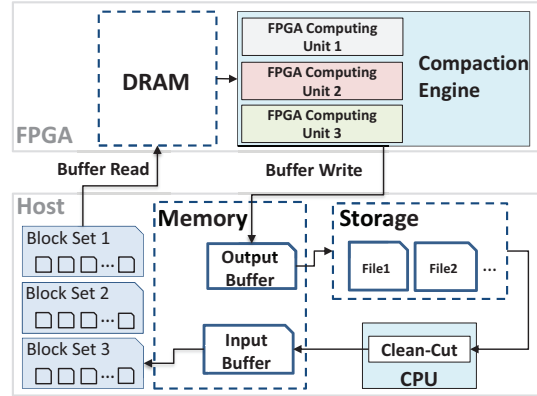 FPGA Computing
Unit 1
FPGA Computing
Unit 2
FPGA Computing
Unit 3
Compaction
Engine
DRAM
FPGA
Buffer Read
Buffer Write
Host
Memory
Storage
Block Set 1
...
Output
Buffer
File1
File2
...
Block Set 2
...
Block Set 3
...
Input
Buffer
Clean-Cut
CPU